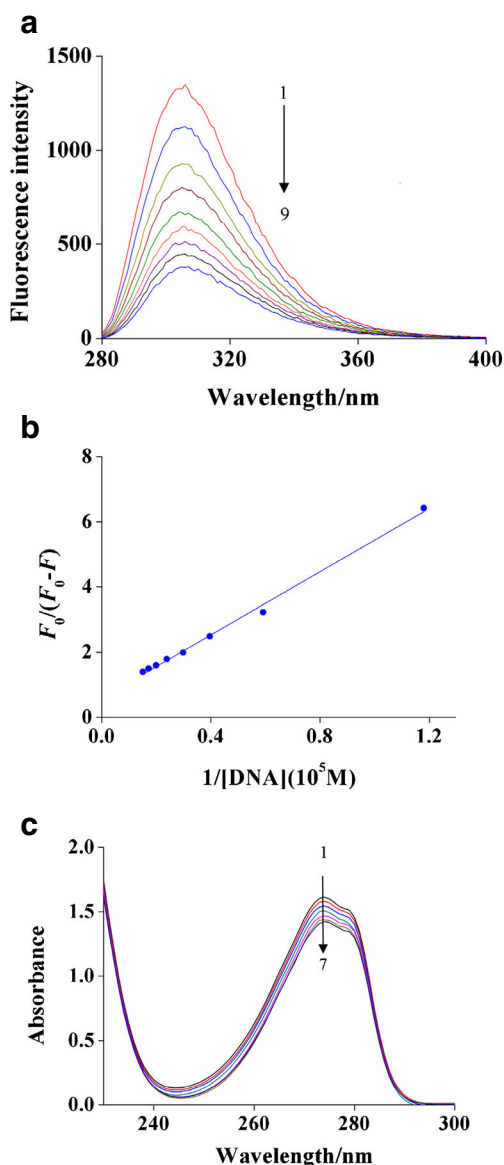 a
1500
1000
500
0
Fluorescence intensity
1
9
280 320 360 400
Wavelength/nm
b
8
6
4
2
0
F₀/(F₀-F)
0.0 0.4 0.8 1.2
1/[DNA](10⁵M)
c
2.0
1.5
1.0
0.5
0.0
Absorbance
1
7
240 260 280 300
Wavelength/nm